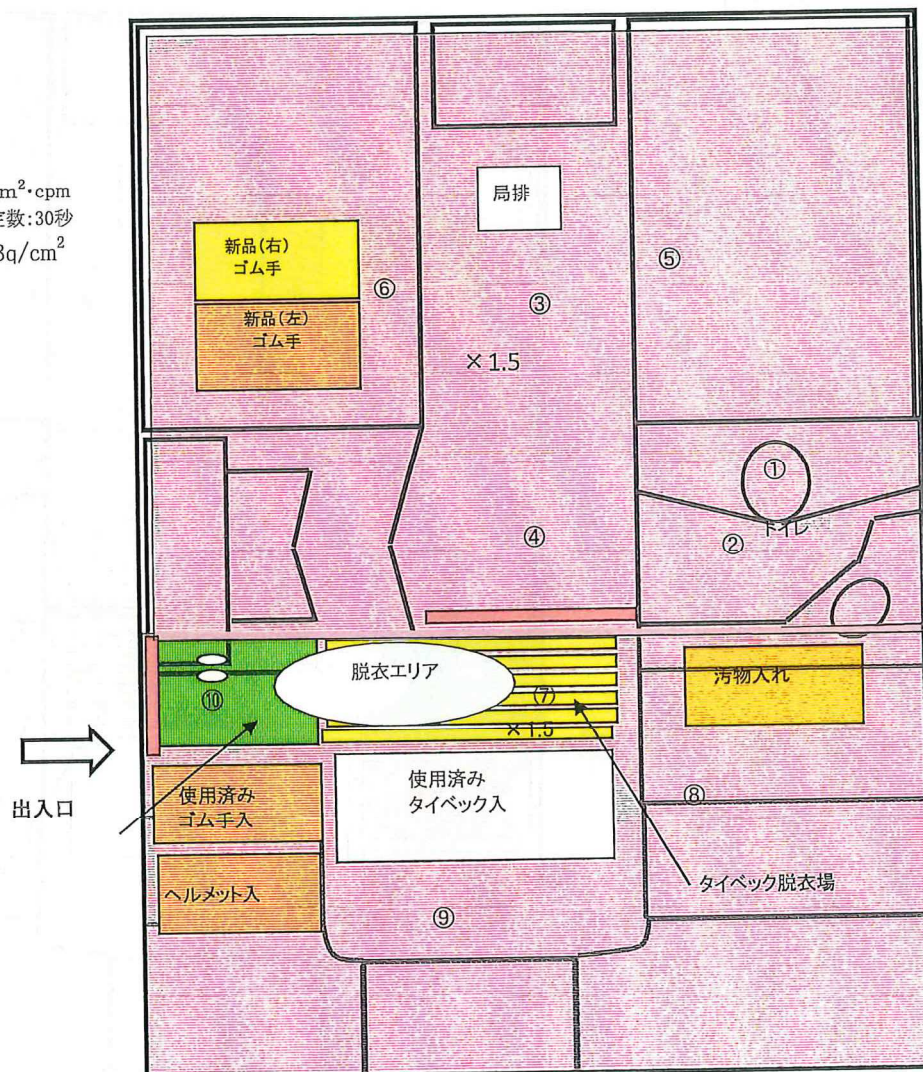 m²・cpm
定数:30秒
Bq/cm²
局排
新品(右)
ゴム手
新品(左)
ゴム手
⑥
③
⑤
×1.5
①
トイレ
②
④
脱衣エリア
⑩
(7)
×1.5
汚物入れ
出入口
使用済み
ゴム手入
使用済み
タイベック入
⑧
ヘルメット入
タイベック脱衣場
⑨